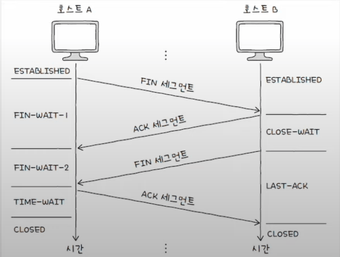 호스트 A
호스트 B
ESTABLISHED
ESTABLISHED
FIN 세그먼트
FIN-WAIT-1
ACK 세그먼트
CLOSE-WAIT
FIN 세그먼트
FIN-WAIT-2
LAST-ACK
ACK 세그먼트
TIME-WAIT
CLOSED
CLOSED
시간
시간